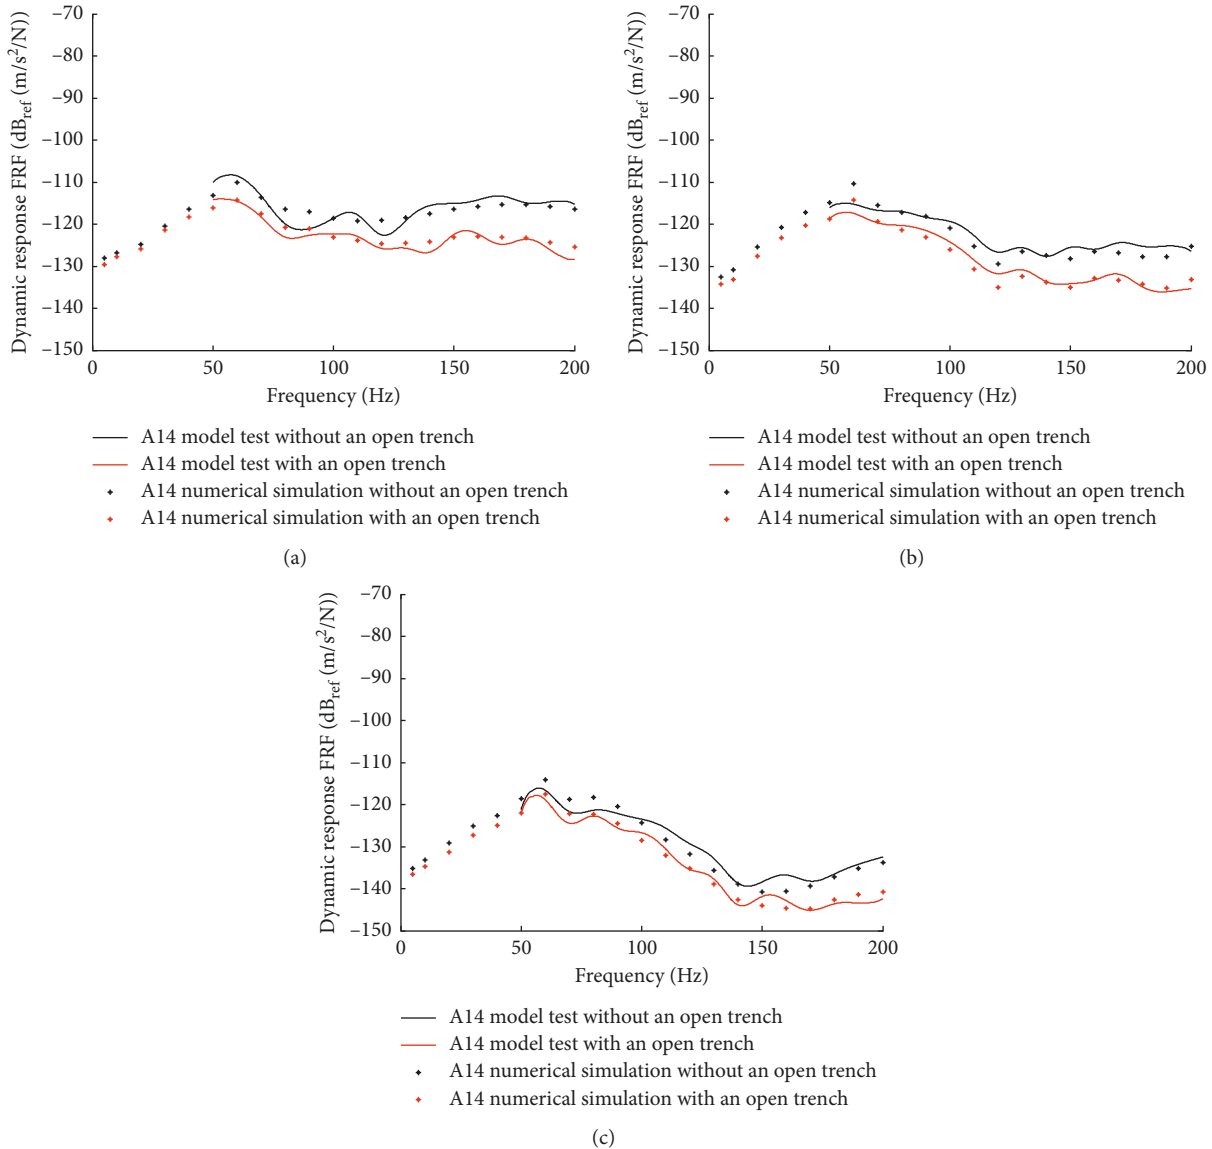 Dynamic response FRF (dBref (m/s²/N))
–70
–80
–90
–100
–110
–120
–130
–140
–150
0 50 100 150 200
Frequency (Hz)
A14 model test without an open trench
A14 model test with an open trench
A14 numerical simulation without an open trench
A14 numerical simulation with an open trench
(a)
Dynamic response FRF (dBref (m/s²/N))
–70
–80
–90
–100
–110
–120
–130
–140
–150
0 50 100 150 200
Frequency (Hz)
A14 model test without an open trench
A14 model test with an open trench
A14 numerical simulation without an open trench
A14 numerical simulation with an open trench
(b)
Dynamic response FRF (dBref (m/s²/N))
–70
–80
–90
–100
–110
–120
–130
–140
–150
0 50 100 150 200
Frequency (Hz)
A14 model test without an open trench
A14 model test with an open trench
A14 numerical simulation without an open trench
A14 numerical simulation with an open trench
(c)